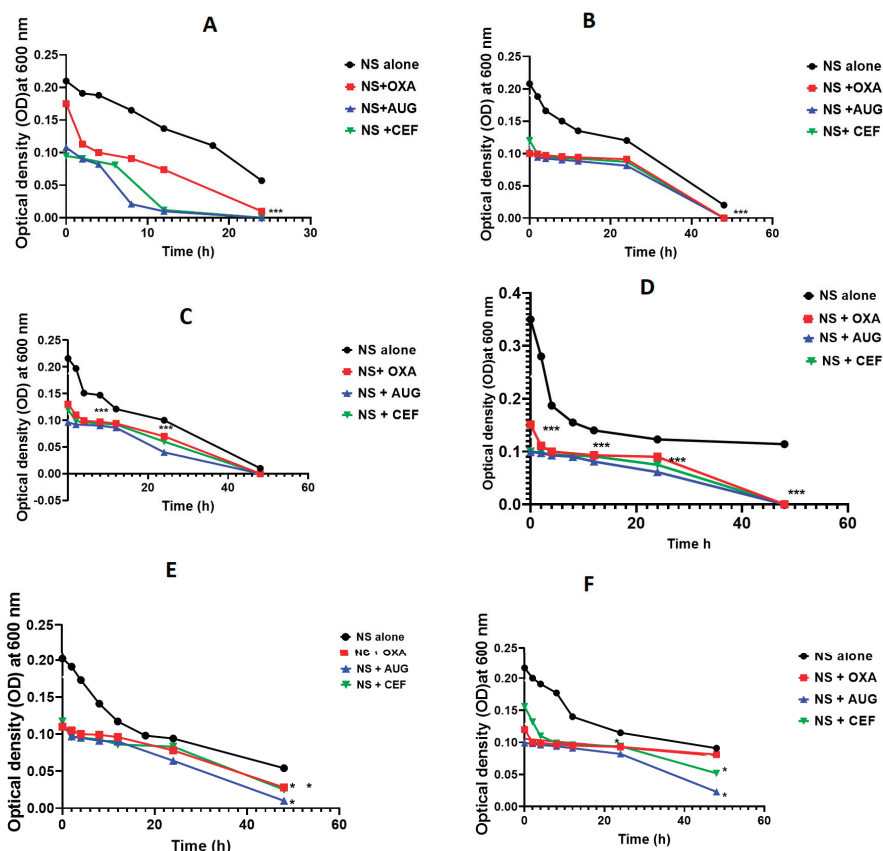 A
Optical density (OD)at 600 nm
0.25
0.20
0.15
0.10
0.05
0.00
0
10
20
30
Time (h)
***
NS alone
NS+OXA
NS+AUG
NS +CEF
B
Optical density (OD) at 600 nm
0.25
0.20
0.15
0.10
0.05
0.00
0
20
40
60
Time (h)
***
NS alone
NS +OXA
NS +AUG
NS+ CEF
C
Optical density (OD) at 600 nm
0.25
0.20
0.15
0.10
0.05
0.00
-0.05
20
40
60
Time (h)
***
***
NS alone
NS+ OXA
NS + AUG
NS + CEF
D
Optical density (OD)at 600 nm
0.4
0.3
0.2
0.1
0.0
0
20
40
60
Time h
***
***
***
***
NS alone
NS + OXA
NS + AUG
NS + CEF
E
Optical density (OD) at 600 nm
0.25
0.20
0.15
0.10
0.05
0.00
0
20
40
60
Time (h)
* *
*
NS alone
NS + OXA
NS + AUG
NS + CEF
F
Optical density (OD)at 600 nm
0.25
0.20
0.15
0.10
0.05
0.00
0
20
40
60
Time (h)
*
*
*
NS alone
NS + OXA
NS + AUG
NS + CEF